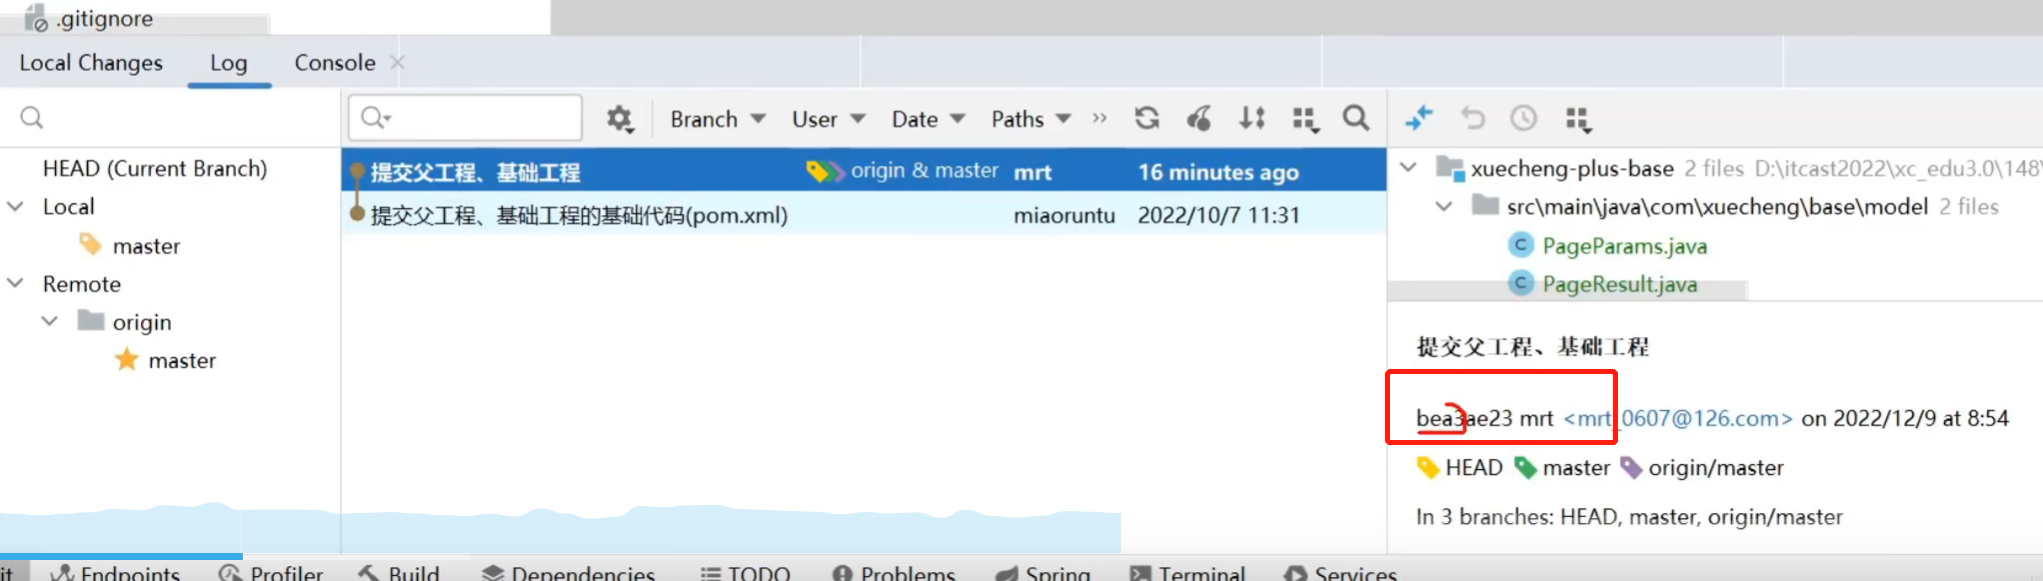 .gitignore
Local Changes Log Console
Branch User Date Paths »
HEAD (Current Branch)
Local
master
Remote
origin
master
提交父工程、基础工程 origin & master mrt 16 minutes ago
提交父工程、基础工程的基础代码(pom.xml) miaoruntu 2022/10/7 11:31
xuecheng-plus-base 2 files D:\itcast2022\xc_edu3.0\148\
src\main\java\com\xuecheng\base\model 2 files
C PageParams.java
C PageResult.java
提交父工程、基础工程
bea3ae23 mrt <mrt_0607@126.com> on 2022/12/9 at 8:54
HEAD master origin/master
In 3 branches: HEAD, master, origin/master
it Endpoints Profiler Build Dependencies TODO Problems Spring Terminal Services